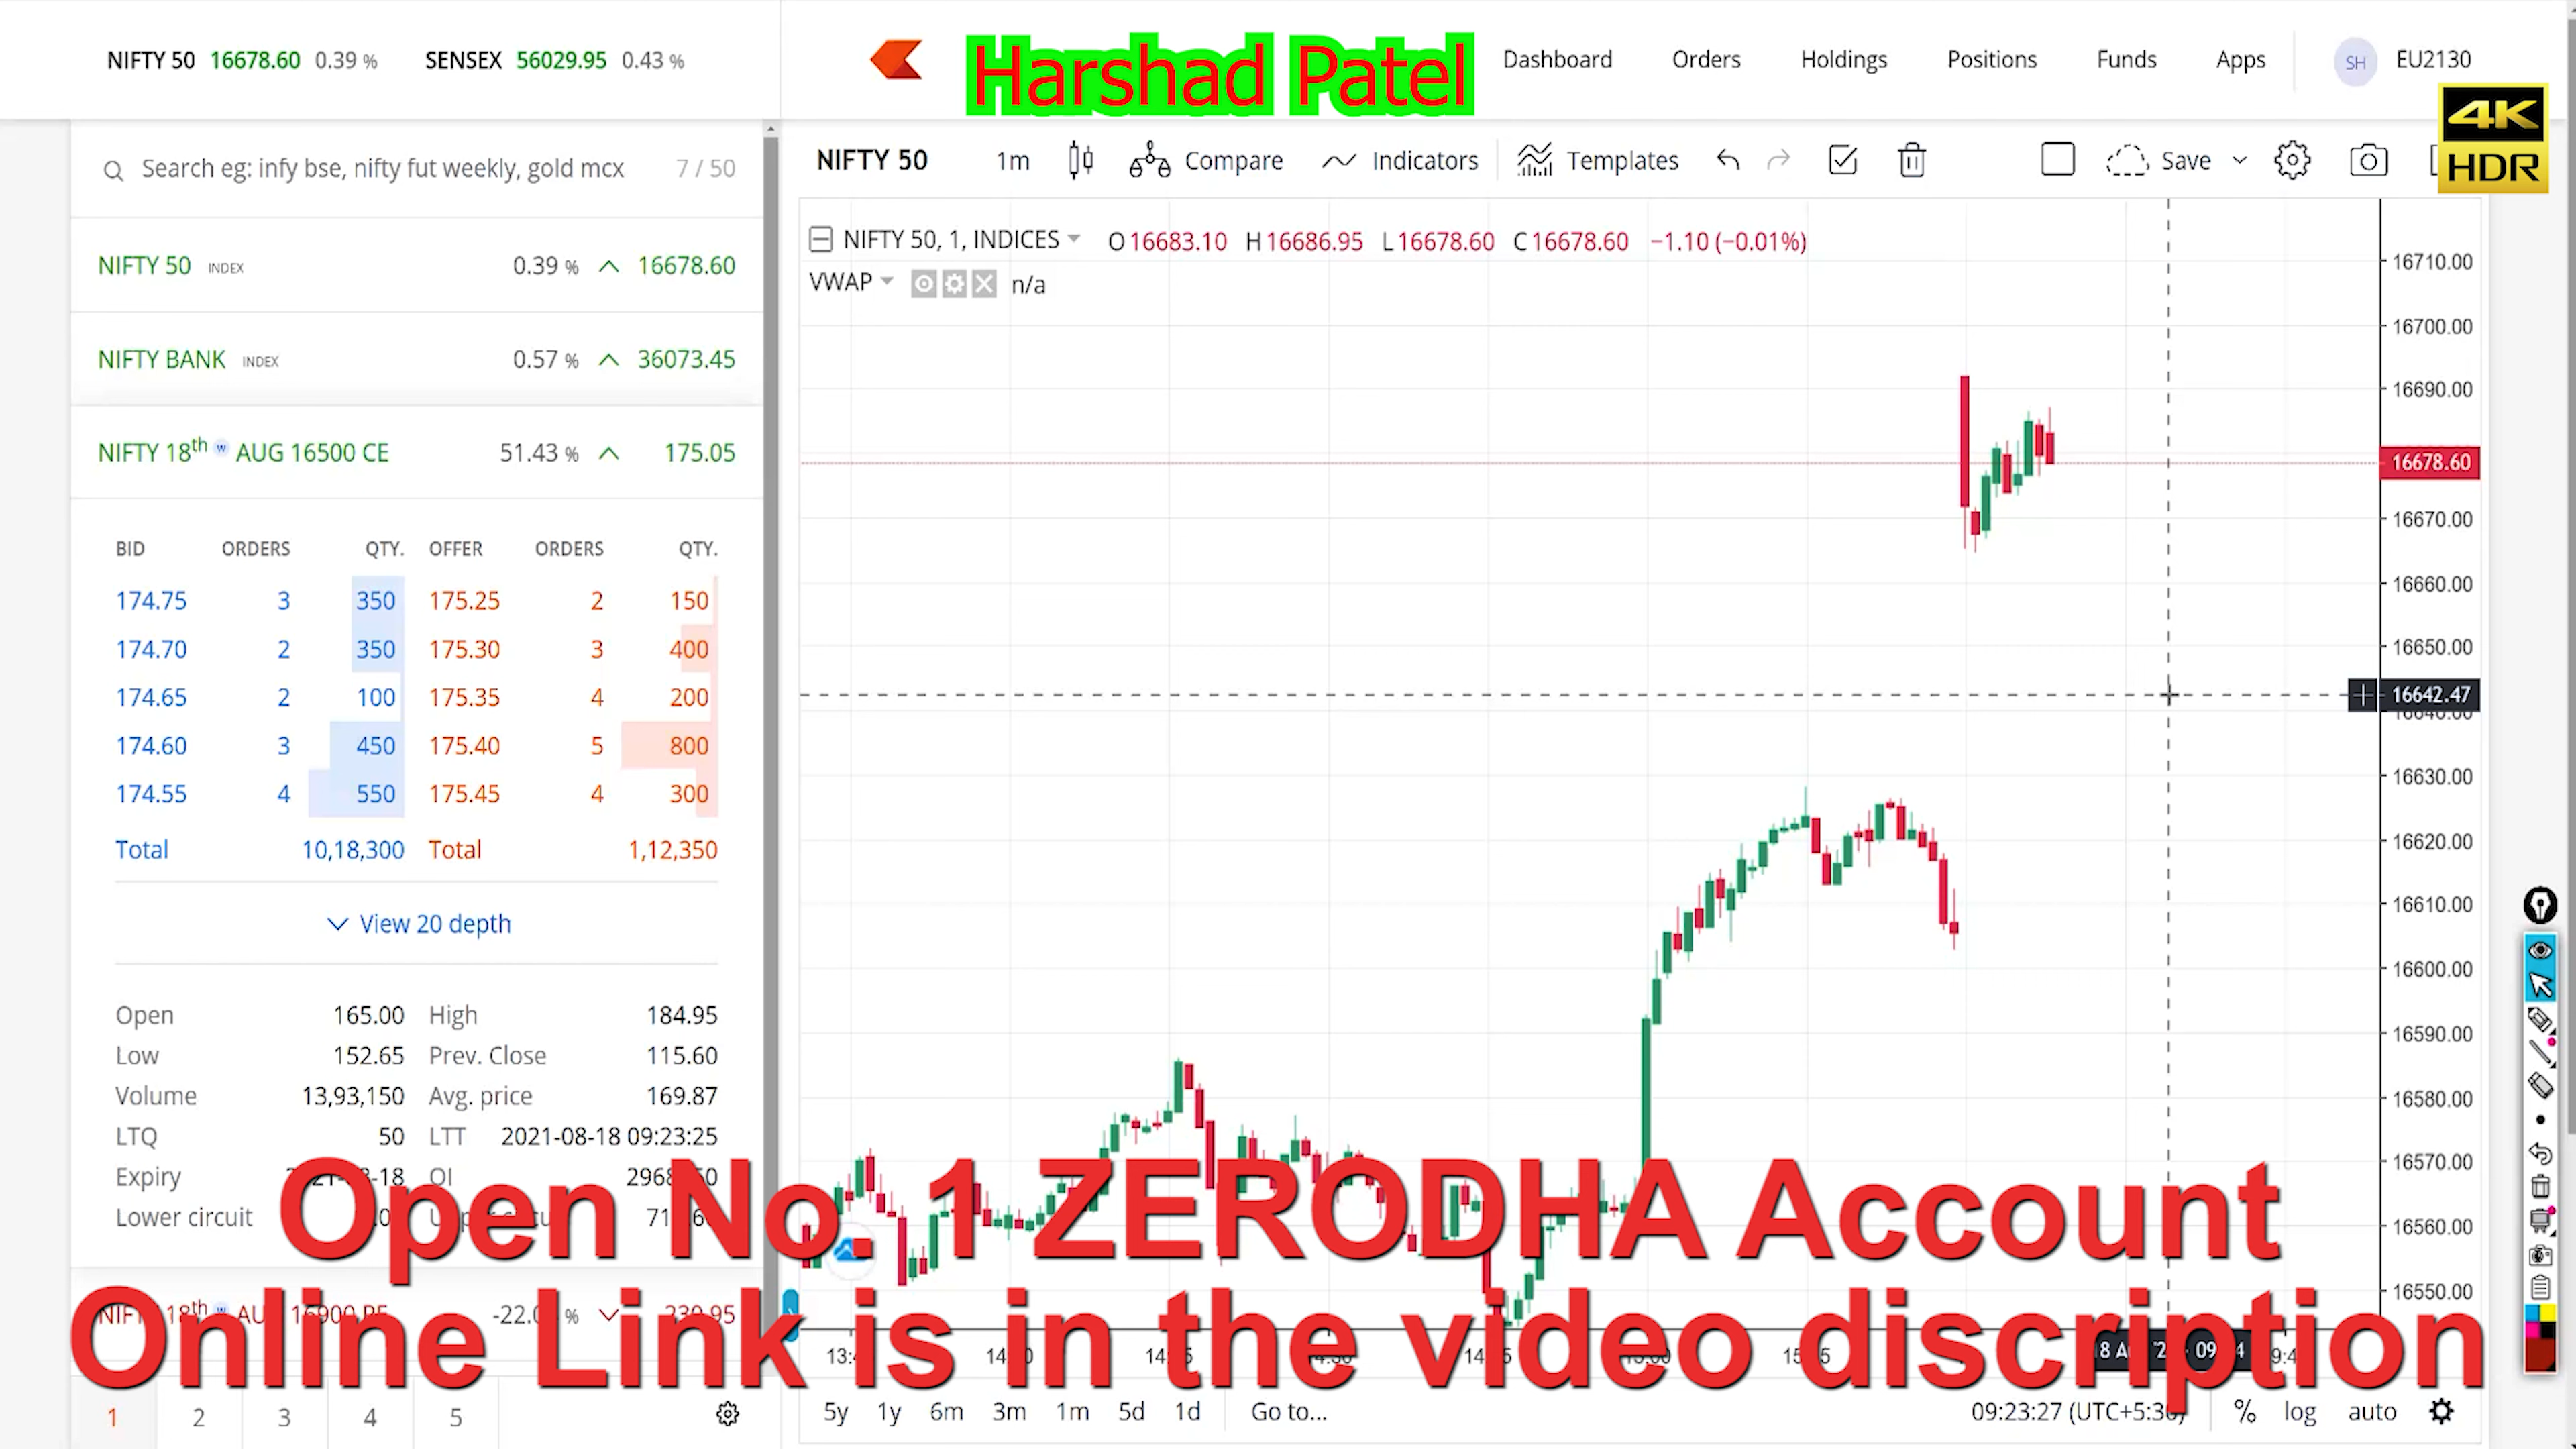 NIFTY 50 16678.60 0.39 % SENSEX 56029.95 0.43 %
Harshad Patel
Dashboard Orders Holdings Positions Funds Apps SH EU2130
4K
HDR
Search eg: infy bse, nifty fut weekly, gold mcx 7 / 50
NIFTY 50 1m Compare Indicators Templates Save
NIFTY 50 INDEX 0.39 % 16678.60
NIFTY BANK INDEX 0.57 % 36073.45
NIFTY 18th w AUG 16500 CE 51.43 % 175.05
BID ORDERS QTY. OFFER ORDERS QTY.
174.75 3 350 175.25 2 150
174.70 2 350 175.30 3 400
174.65 2 100 175.35 4 200
174.60 3 450 175.40 5 800
174.55 4 550 175.45 4 300
Total 10,18,300 Total 1,12,350
View 20 depth
Open 165.00 High 184.95
Low 152.65 Prev. Close 115.60
Volume 13,93,150 Avg. price 169.87
LTQ 50 LTT 2021-08-18 09:23:25
Expiry OI
Lower circuit
NIFTY 50, 1, INDICES O16683.10 H16686.95 L16678.60 C16678.60 −1.10 (−0.01%)
VWAP n/a
16710.00
16700.00
16690.00
16678.60
16670.00
16660.00
16650.00
16642.47
16640.00
16630.00
16620.00
16610.00
16600.00
16590.00
16580.00
16570.00
16560.00
16550.00
Open No. 1 ZERODHA Account
Online Link is in the video discription
1 2 3 4 5
5y 1y 6m 3m 1m 5d 1d Go to...
09:23:27 (UTC+5:30) % log auto